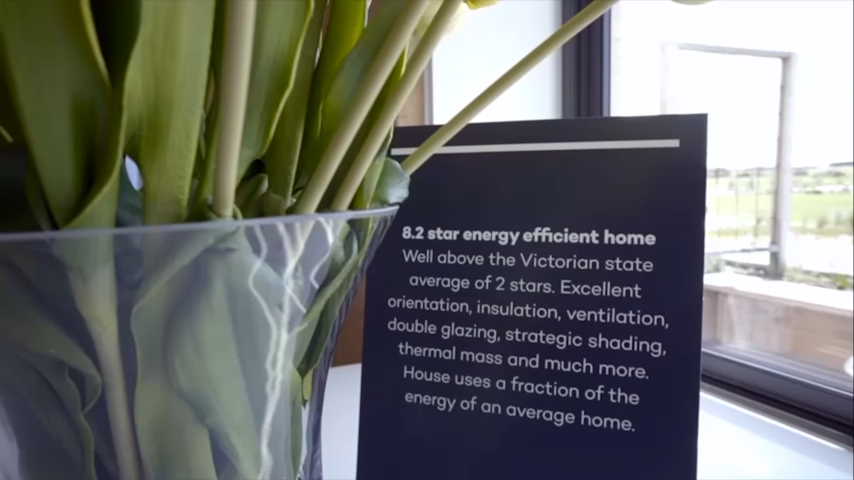 8.2 star energy efficient home
Well above the Victorian state
average of 2 stars. Excellent
orientation, insulation, ventilation,
double glazing, strategic shading,
thermal mass and much more.
House uses a fraction of the
energy of an average home.